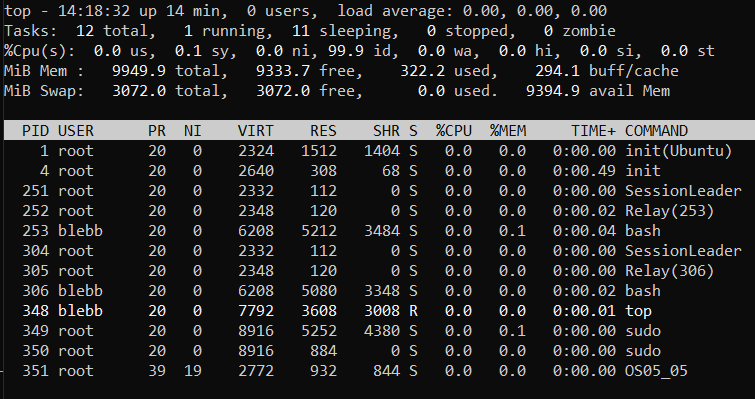 top - 14:18:32 up 14 min,  0 users,  load average: 0.00, 0.00, 0.00
Tasks:  12 total,   1 running,  11 sleeping,   0 stopped,   0 zombie
%Cpu(s):  0.0 us,  0.1 sy,  0.0 ni, 99.9 id,  0.0 wa,  0.0 hi,  0.0 si,  0.0 st
MiB Mem :   9949.9 total,   9333.7 free,    322.2 used,    294.1 buff/cache
MiB Swap:   3072.0 total,   3072.0 free,      0.0 used.   9394.9 avail Mem
PID USER      PR  NI    VIRT    RES    SHR S  %CPU  %MEM     TIME+ COMMAND
1 root      20   0    2324   1512   1404 S   0.0   0.0   0:00.00 init(Ubuntu)
4 root      20   0    2640    308     68 S   0.0   0.0   0:00.49 init
251 root      20   0    2332    112      0 S   0.0   0.0   0:00.00 SessionLeader
252 root      20   0    2348    120      0 S   0.0   0.0   0:00.02 Relay(253)
253 blebb     20   0    6208   5212   3484 S   0.0   0.1   0:00.04 bash
304 root      20   0    2332    112      0 S   0.0   0.0   0:00.00 SessionLeader
305 root      20   0    2348    120      0 S   0.0   0.0   0:00.00 Relay(306)
306 blebb     20   0    6208   5080   3348 S   0.0   0.0   0:00.02 bash
348 blebb     20   0    7792   3608   3008 R   0.0   0.0   0:00.01 top
349 root      20   0    8916   5252   4380 S   0.0   0.1   0:00.00 sudo
350 root      20   0    8916    884      0 S   0.0   0.0   0:00.00 sudo
351 root      39  19    2772    932    844 S   0.0   0.0   0:00.00 OS05_05